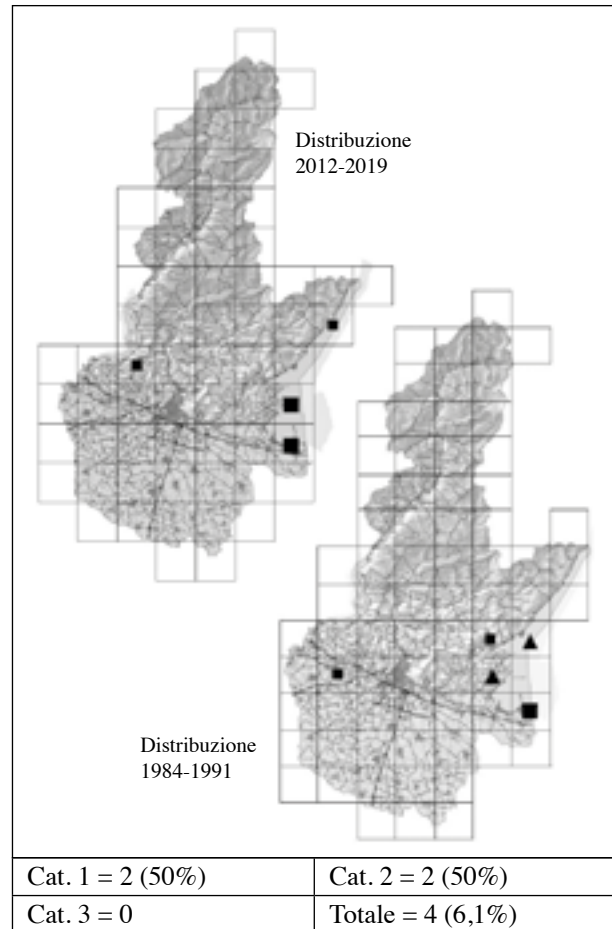 Distribuzione
2012-2019
Distribuzione
1984-1991
Cat. 1 = 2 (50%)
Cat. 2 = 2 (50%)
Cat. 3 = 0
Totale = 4 (6,1%)